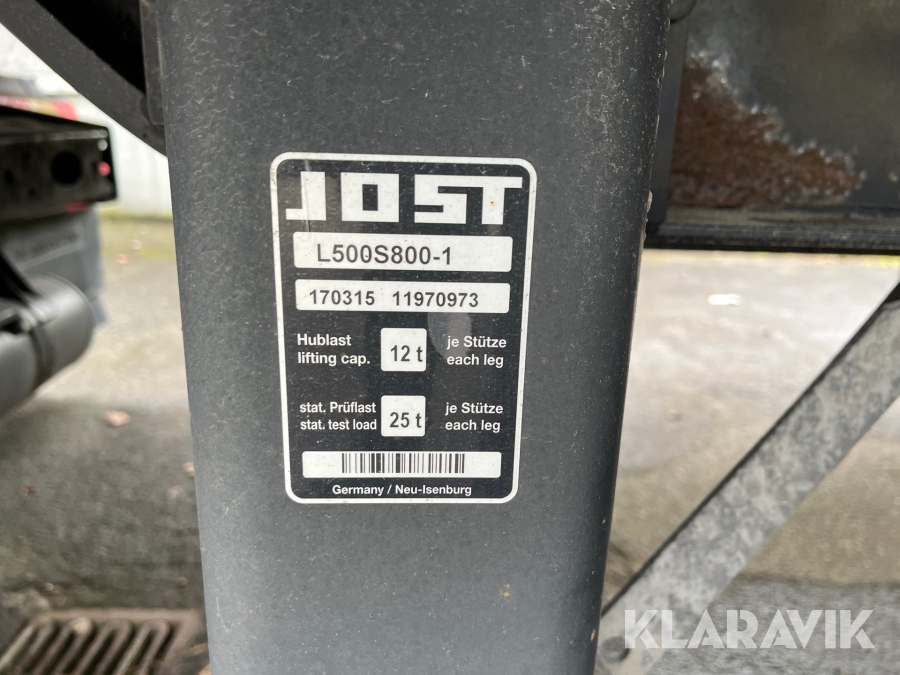 JOST
L500S800-1
170315 11970973
Hublast
lifting cap.
12 t
je Stütze
each leg
stat. Prüflast
stat. test load
25 t
je Stütze
each leg
Germany / Neu-Isenburg
KLARAVIK